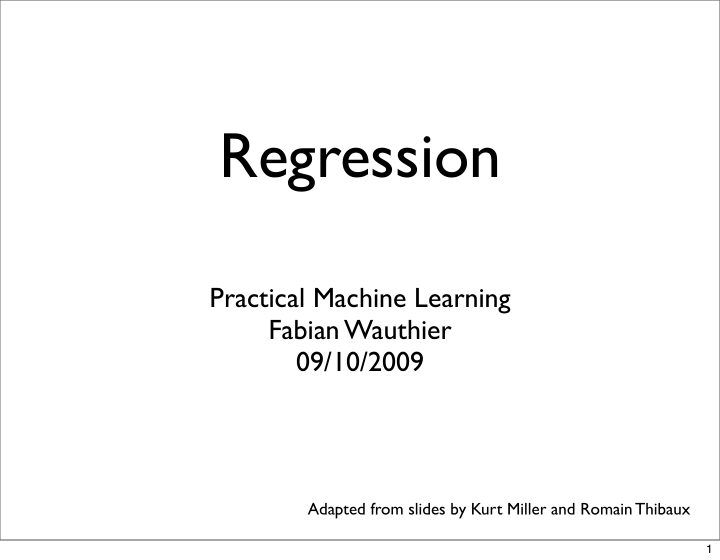 Regression
Practical Machine Learning
Fabian Wauthier
09/10/2009
Adapted from slides by Kurt Miller and Romain Thibaux
1